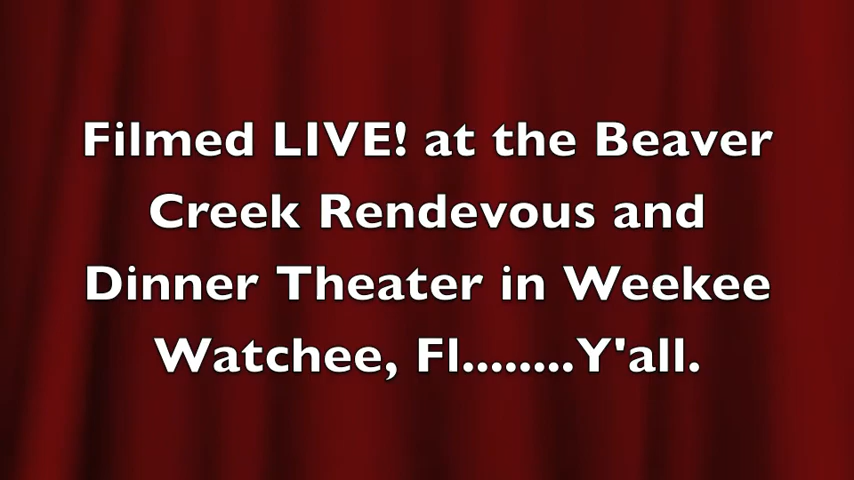 Filmed LIVE! at the Beaver
Creek Rendevous and
Dinner Theater in Weekee
Watchee, Fl........Y'all.